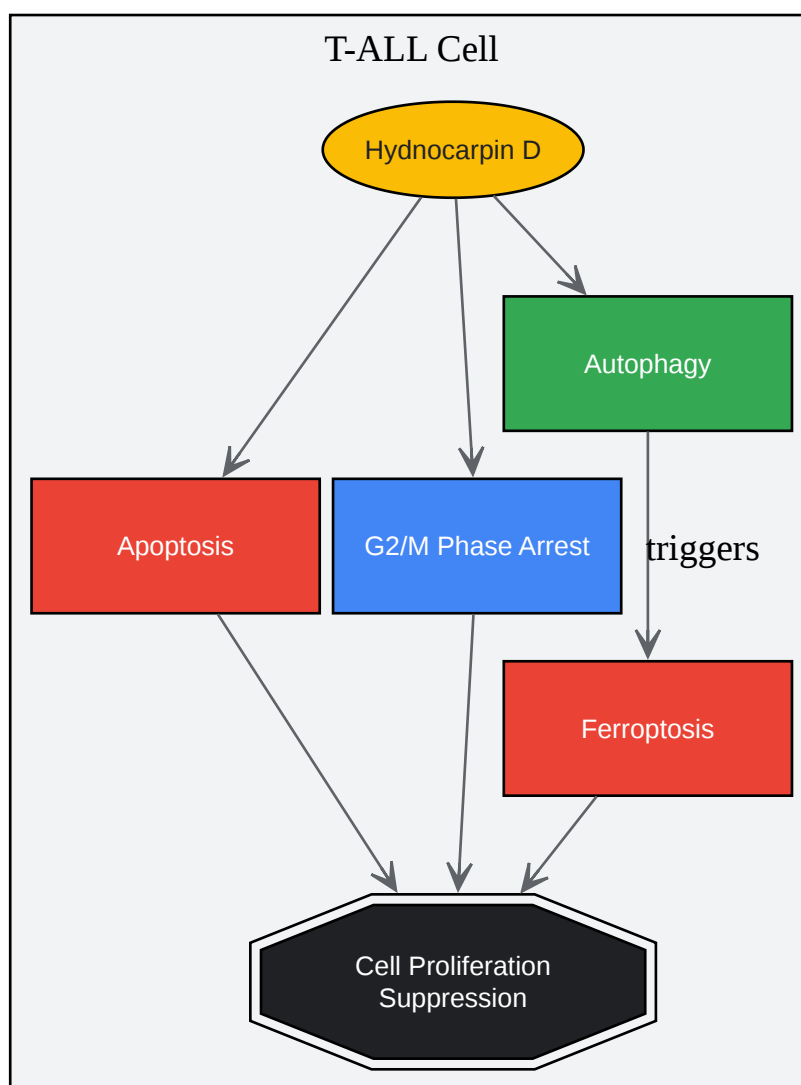 T-ALL Cell
Hydnocarpin D
Autophagy
Apoptosis
G2/M Phase Arrest
triggers
Ferroptosis
Cell Proliferation
Suppression